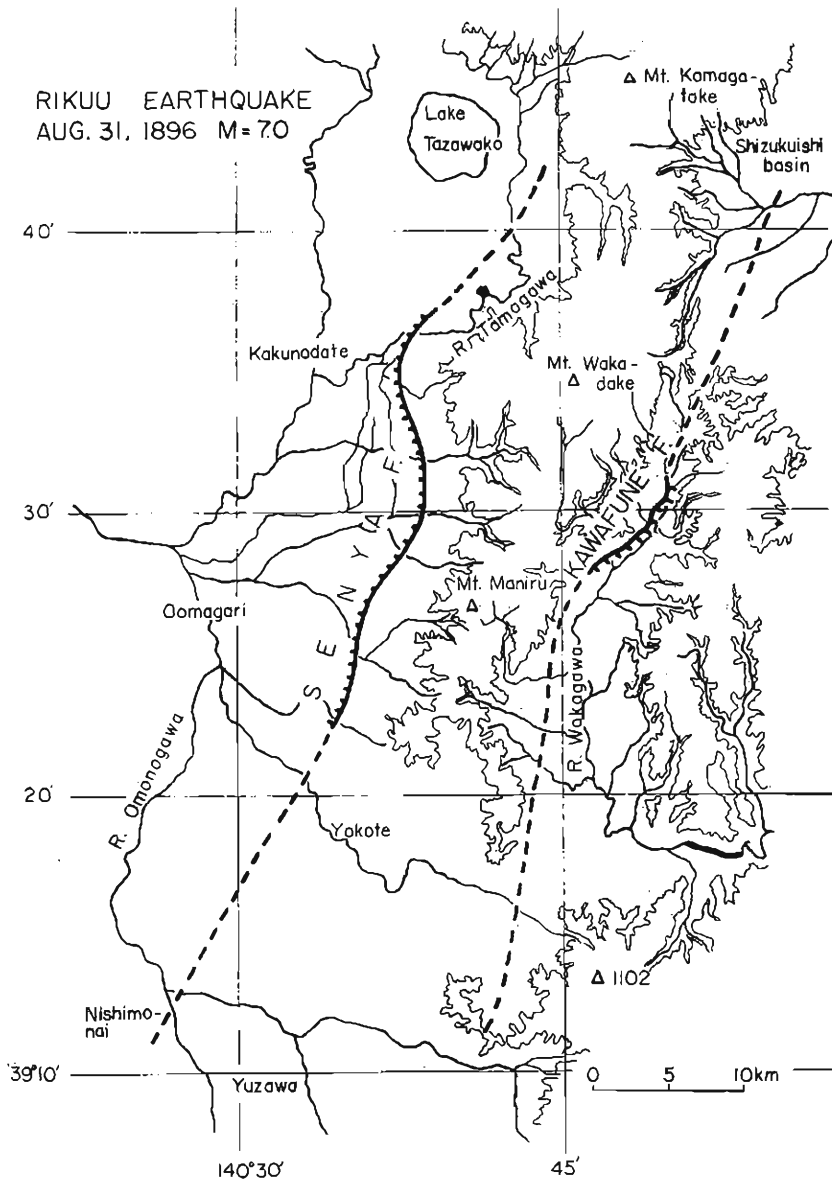 RIKUU EARTHQUAKE
AUG. 31, 1896 M=7.0
Lake
Tazawako
Mt. Komaga-
take
Shizukuishi
basin
40'
R. Tamagawa
Kakunodate
Mt. Waka-
dake
30'
SENYA F.
KAWAFUNE F.
Mt. Maniru
Oomagari
R. Omonogawa
R. Wakagawa
20'
Yokote
1102
Nishimo-
nai
39°10'
Yuzawa
0 5 10km
140°30'
45'